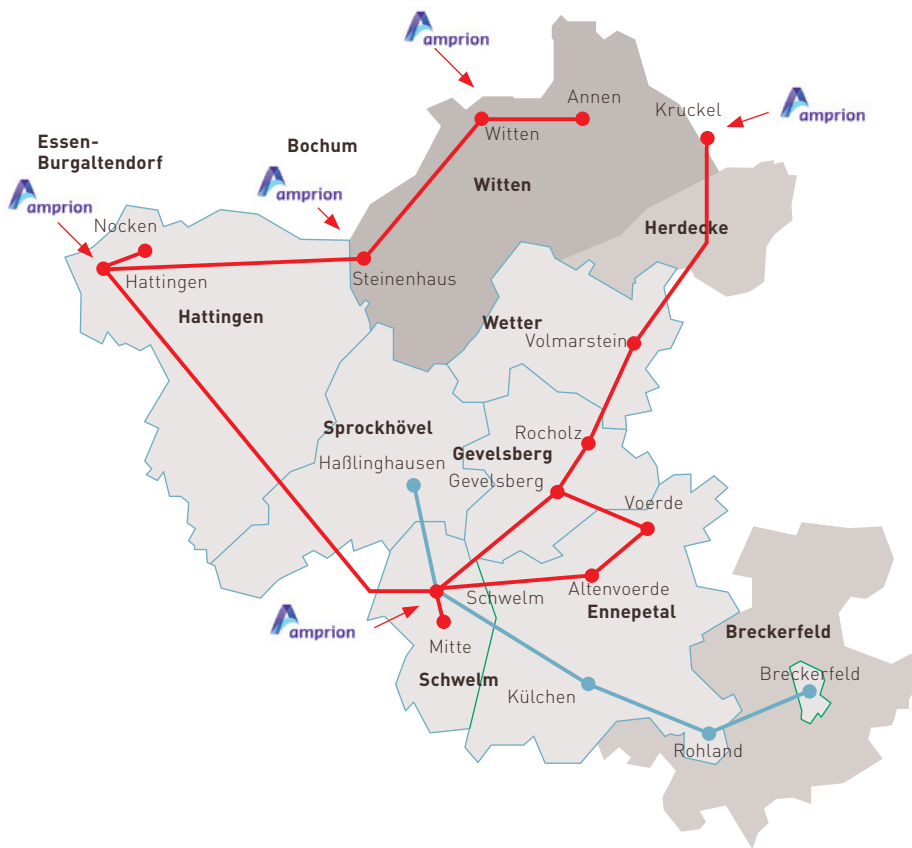 amprion
Annen
Kruckel
amprion
Witten
Essen-
Burgaltendorf
Bochum
Witten
amprion
amprion
Nocken
Herdecke
Hattingen
Steinenhaus
Hattingen
Wetter
Volmarstein
Sprockhövel
Rocholz
Haßlinghausen
Gevelsberg
Gevelsberg
Voerde
Schwelm
Altenvoerde
Ennepetal
amprion
Mitte
Breckerfeld
Schwelm
Breckerfeld
Külchen
Rohland